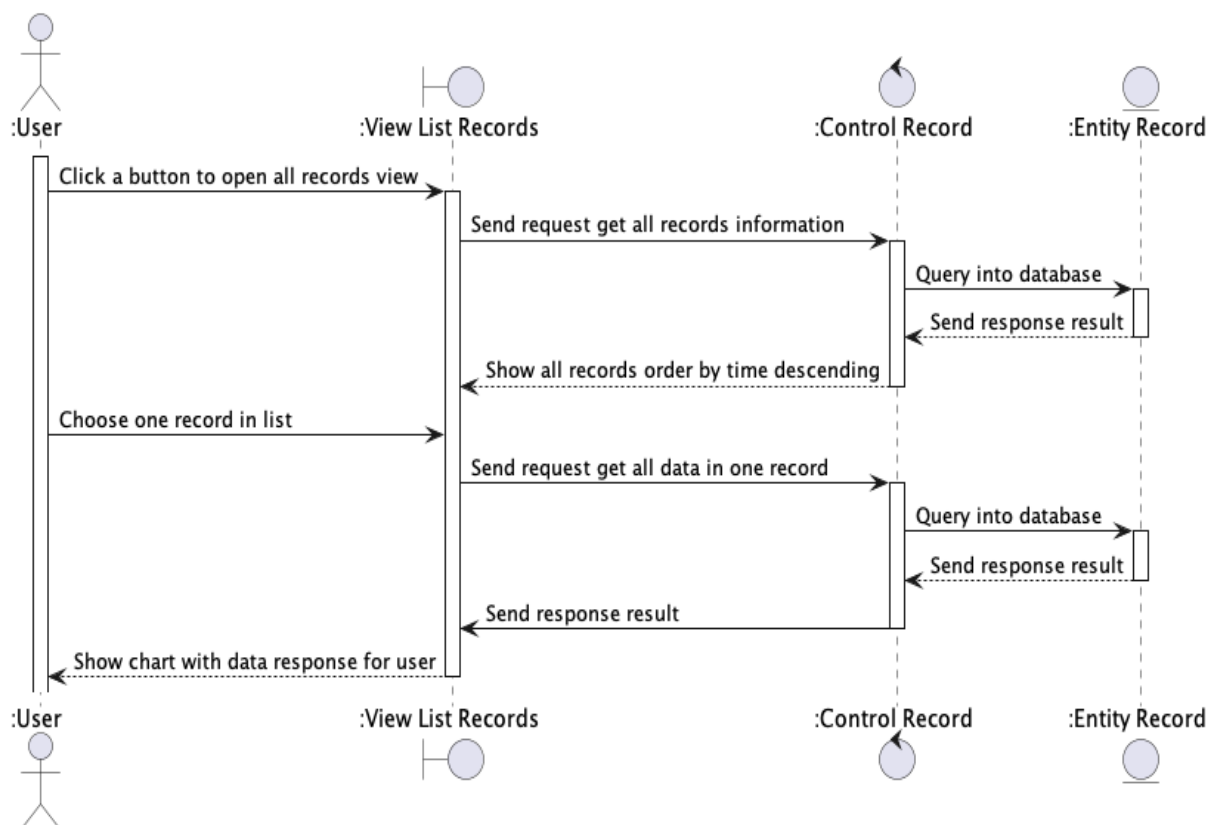 :User
:View List Records
:Control Record
:Entity Record
Click a button to open all records view
Send request get all records information
Query into database
Send response result
Show all records order by time descending
Choose one record in list
Send request get all data in one record
Query into database
Send response result
Send response result
Show chart with data response for user
:User
:View List Records
:Control Record
:Entity Record